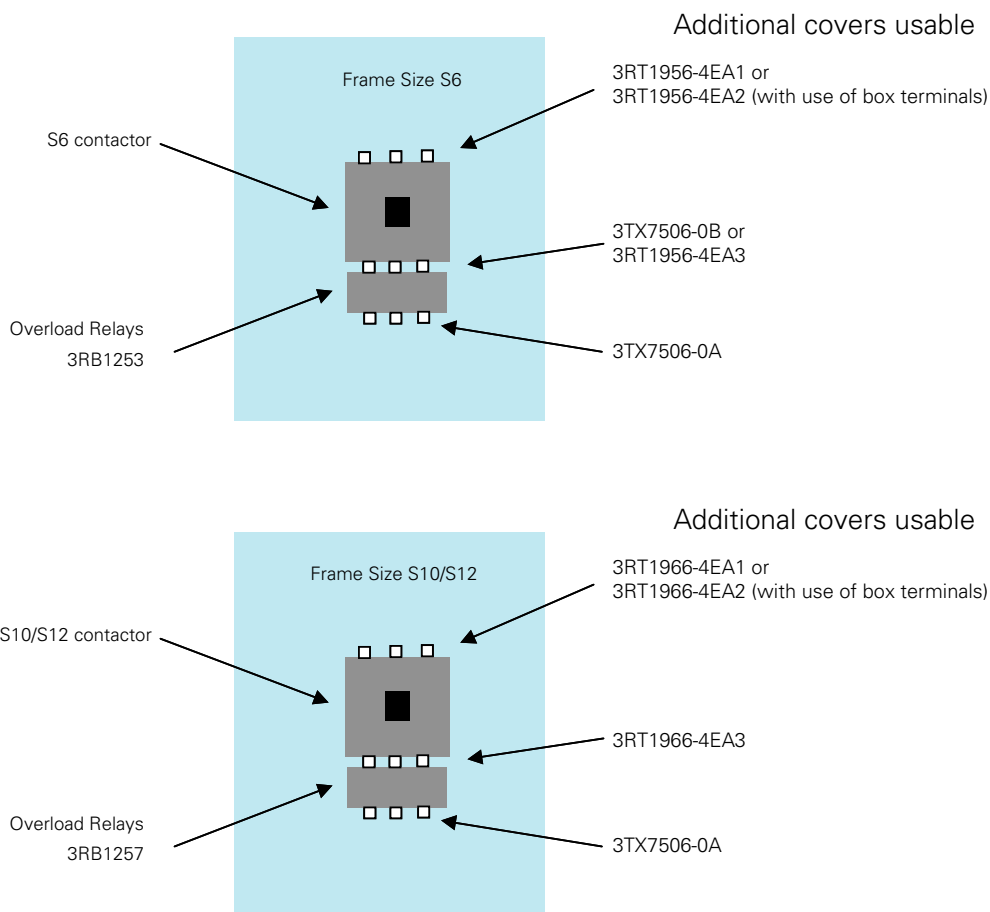 Additional covers usable
Frame Size S6
3RT1956-4EA1 or
3RT1956-4EA2 (with use of box terminals)
S6 contactor
3TX7506-0B or
3RT1956-4EA3
Overload Relays
3RB1253
3TX7506-0A
Additional covers usable
Frame Size S10/S12
3RT1966-4EA1 or
3RT1966-4EA2 (with use of box terminals)
S10/S12 contactor
3RT1966-4EA3
Overload Relays
3RB1257
3TX7506-0A